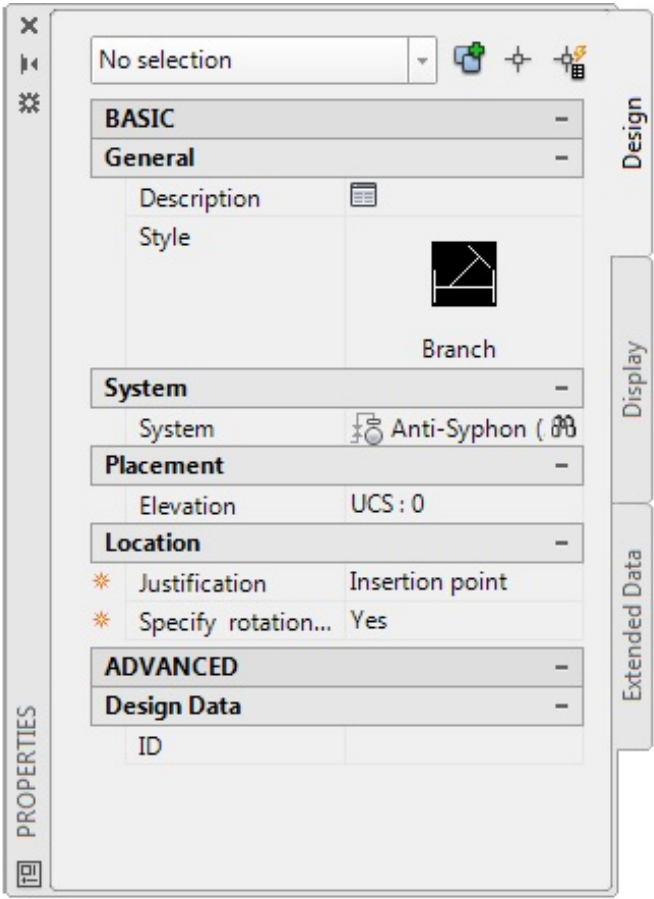 No selection
BASIC
General
Description
Style
Branch
System
System Anti-Syphon (
Placement
Elevation UCS : 0
Location
Justification Insertion point
Specify rotation... Yes
ADVANCED
Design Data
ID
Design
Display
Extended Data
PROPERTIES